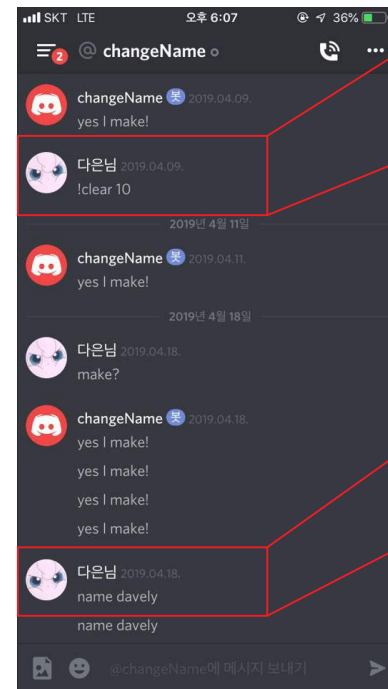 SKT LTE 오후 6:07 36%
2 @ changeName
changeName 봇 2019.04.09.
yes I make!
다은님 2019.04.09.
!clear 10
2019년 4월 11일
changeName 봇 2019.04.11.
yes I make!
2019년 4월 18일
다은님 2019.04.18.
make?
changeName 봇 2019.04.18.
yes I make!
yes I make!
yes I make!
yes I make!
다은님 2019.04.18.
name davely
name davely
@changeName에 메시지 보내기